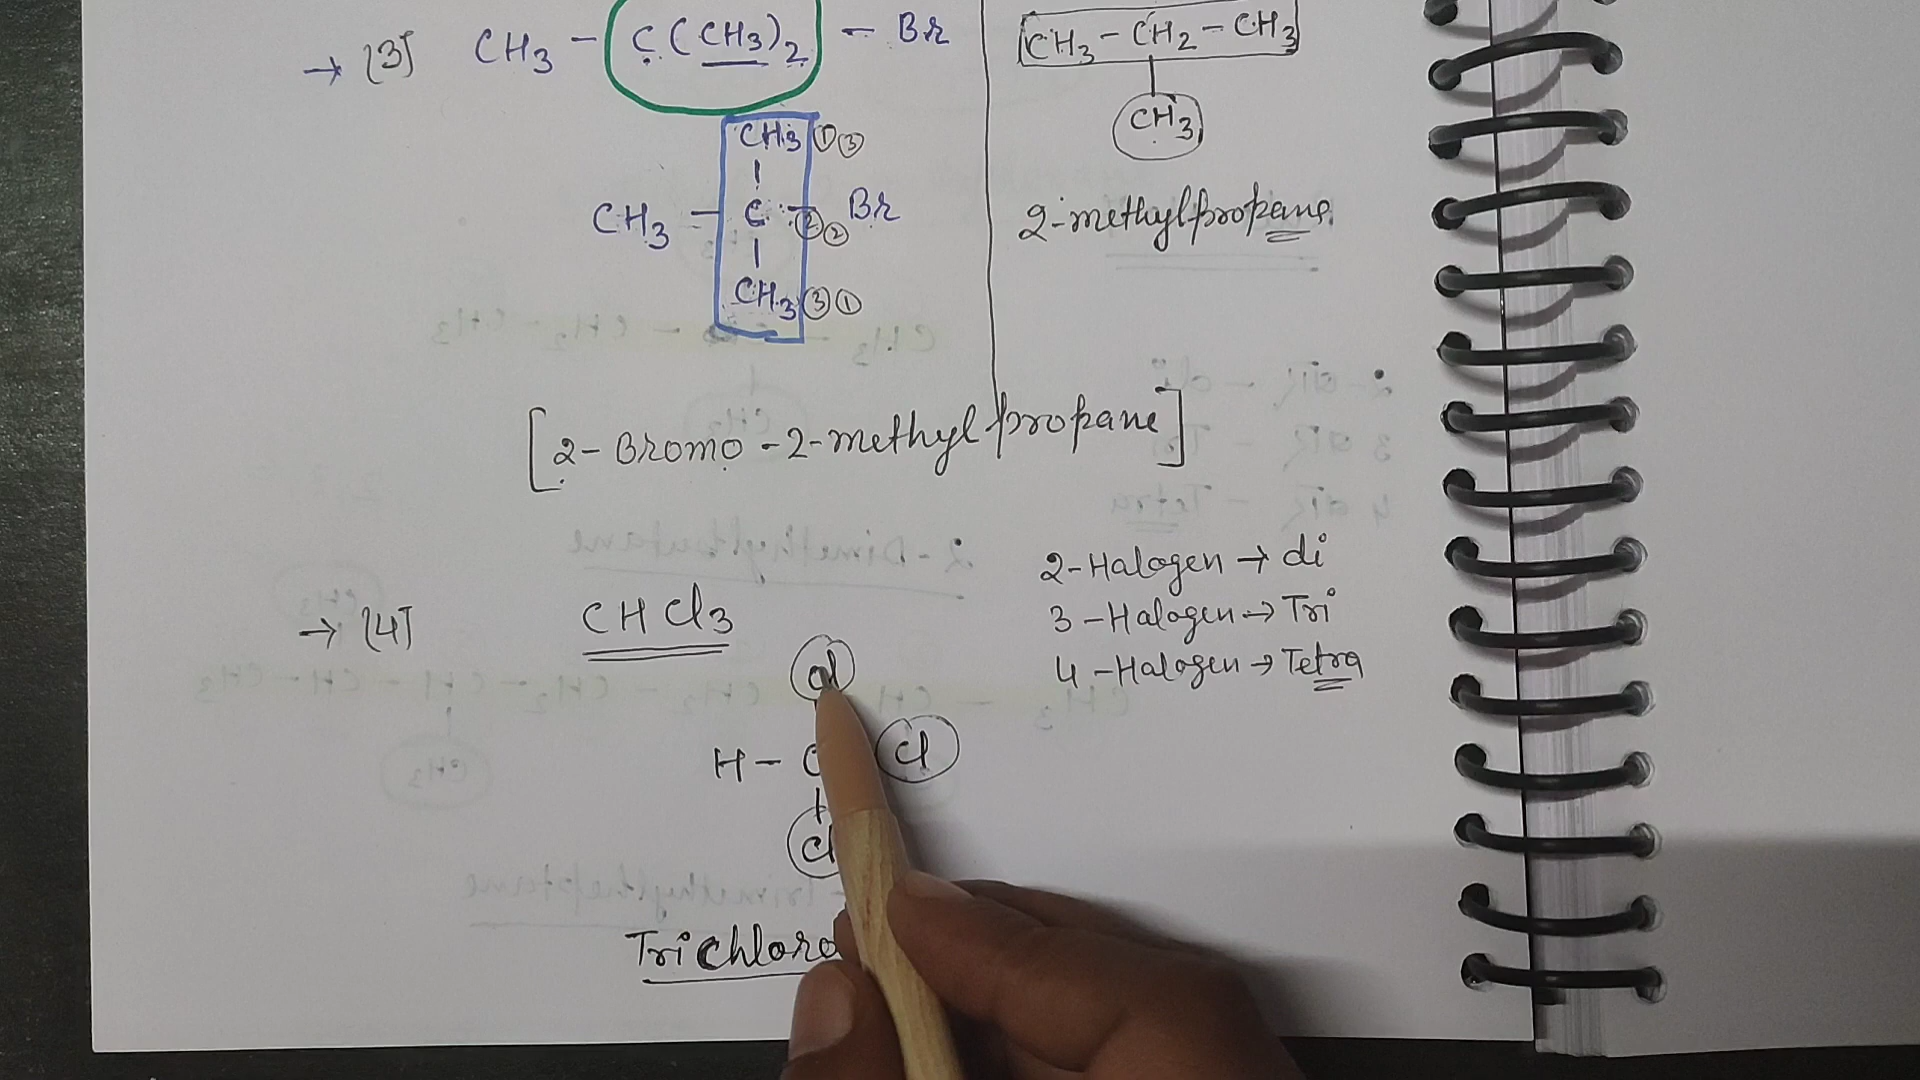 → [3] CH3 - C(CH3)2 - Br
CH3 ① ③
CH3 - C - Br ② ②
CH3 ③ ①
CH3 - CH2 - CH3
CH3
2-methylpropane
[2-Bromo-2-methylpropane]
2-Halogen → di
3-Halogen → Tri
4-Halogen → Tetra
→ [4] CHCl3
Cl
H - C Cl
Cl
Trichloro